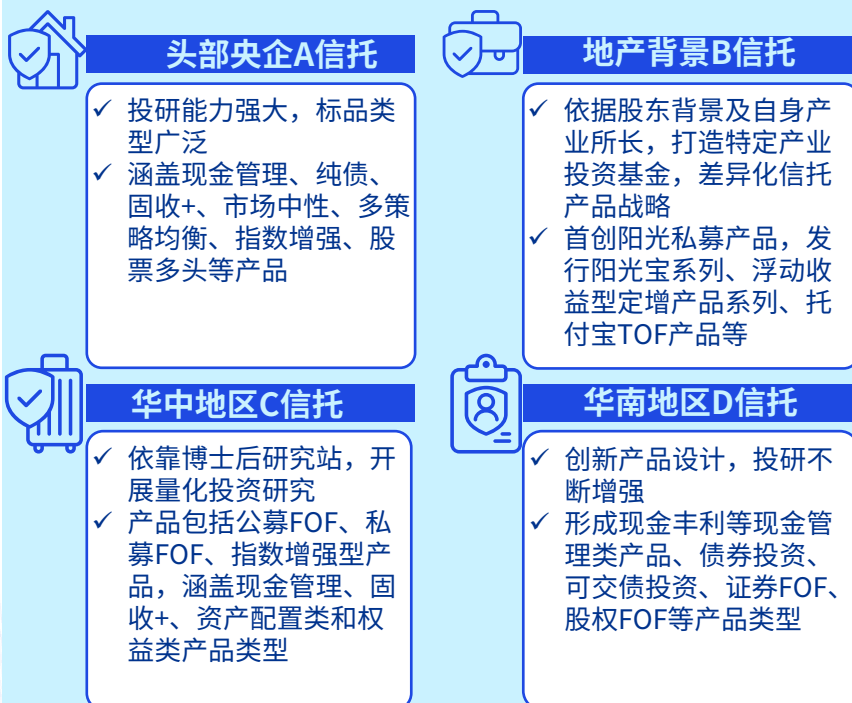 头部央企A信托
✓ 投研能力强大，标品类
型广泛
✓ 涵盖现金管理、纯债、
固收+、市场中性、多策
略均衡、指数增强、股
票多头等产品
地产背景B信托
✓ 依据股东背景及自身产
业所长，打造特定产业
投资基金，差异化信托
产品战略
✓ 首创阳光私募产品，发
行阳光宝系列、浮动收
益型定增产品系列、托
付宝TOF产品等
华中地区C信托
✓ 依靠博士后研究站，开
展量化投资研究
✓ 产品包括公募FOF、私
募FOF、指数增强型产
品，涵盖现金管理、固
收+、资产配置类和权
益类产品类型
华南地区D信托
✓ 创新产品设计，投研不
断增强
✓ 形成现金丰利等现金管
理类产品、债券投资、
可交债投资、证券FOF、
股权FOF等产品类型